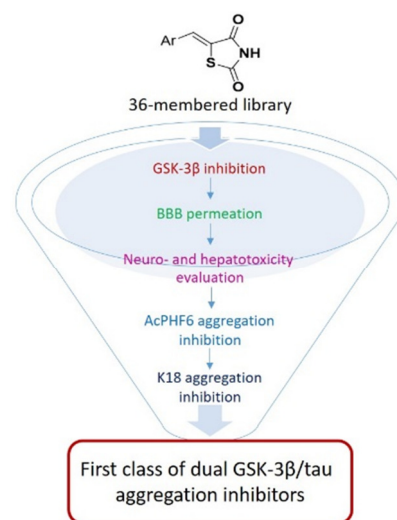 O
Ar
NH
S
O
36-membered library
GSK-3β inhibition
BBB permeation
Neuro- and hepatotoxicity
evaluation
AcPHF6 aggregation
inhibition
K18 aggregation
inhibition
First class of dual GSK-3β/tau
aggregation inhibitors